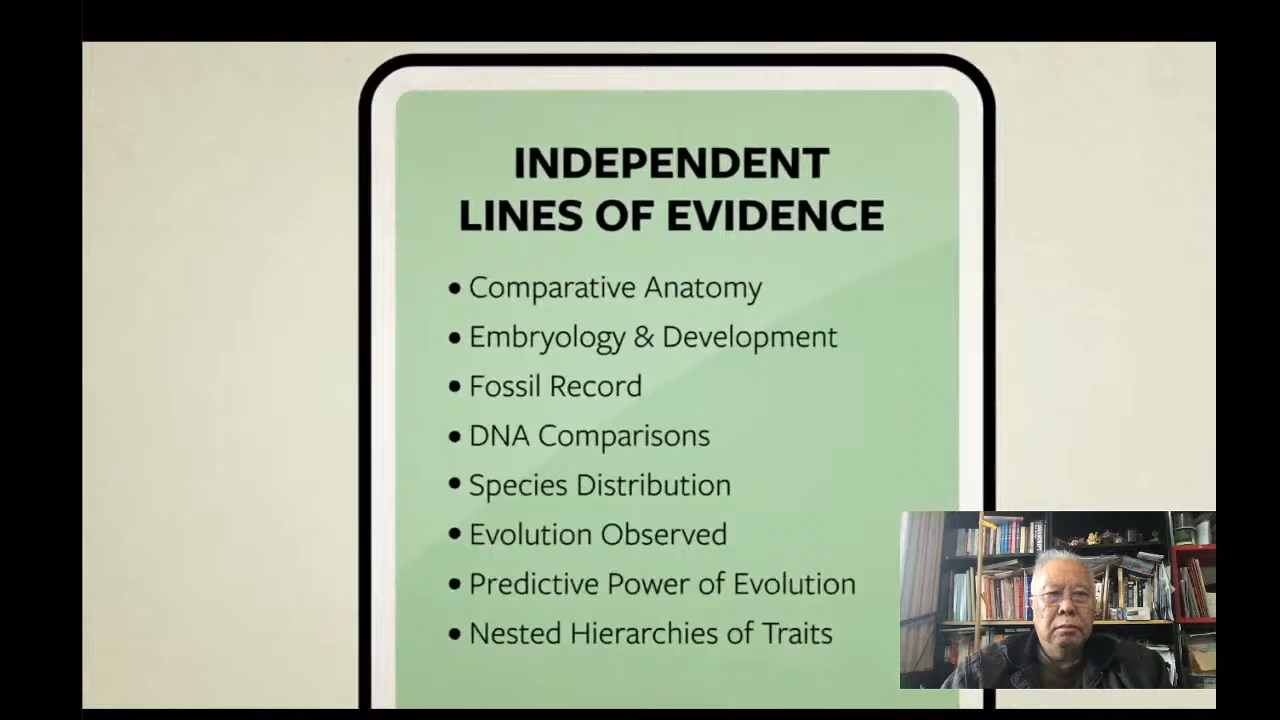 INDEPENDENT
LINES OF EVIDENCE
• Comparative Anatomy
• Embryology & Development
• Fossil Record
• DNA Comparisons
• Species Distribution
• Evolution Observed
• Predictive Power of Evolution
• Nested Hierarchies of Traits